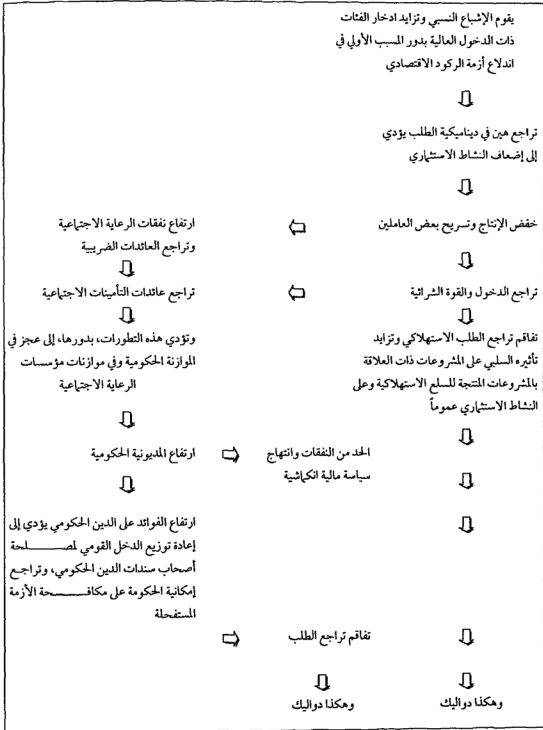 يقوم الإشباع النسبي وتزايد ادخار الفئات
ذات الدخول العالية بدور المسبب الأولي في
اندلاع أزمة الركود الاقتصادي
تراجع هين في ديناميكية الطلب يؤدي
إلى إضعاف النشاط الاستثماري
خفض الإنتاج وتسريح بعض العاملين
ارتفاع نفقات الرعاية الاجتماعية
وتراجع العائدات الضريبية
تراجع الدخول والقوة الشرائية
تراجع عائدات التأمينات الاجتماعية
تفاقم تراجع الطلب الاستهلاكي وتزايد
تأثيره السلبي على المشروعات ذات العلاقة
بالمشروعات المنتجة للسلع الاستهلاكية وعلى
النشاط الاستثماري عموماً
وتؤدي هذه التطورات، بدورها، إلى عجز في
الموازنة الحكومية وفي موازنات مؤسسات
الرعاية الاجتماعية
الحد من النفقات وانتهاج
سياسة مالية انكماشية
ارتفاع المديونية الحكومية
ارتفاع الفوائد على الدين الحكومي يؤدي إلى
إعادة توزيع الدخل القومي لمصـــــلحة
أصحاب سندات الدين الحكومي، وتراجـع
إمكانية الحكومة على مكافـــــحة الأزمة
المستفحلة
تفاقم تراجع الطلب
وهكذا دواليك
وهكذا دواليك